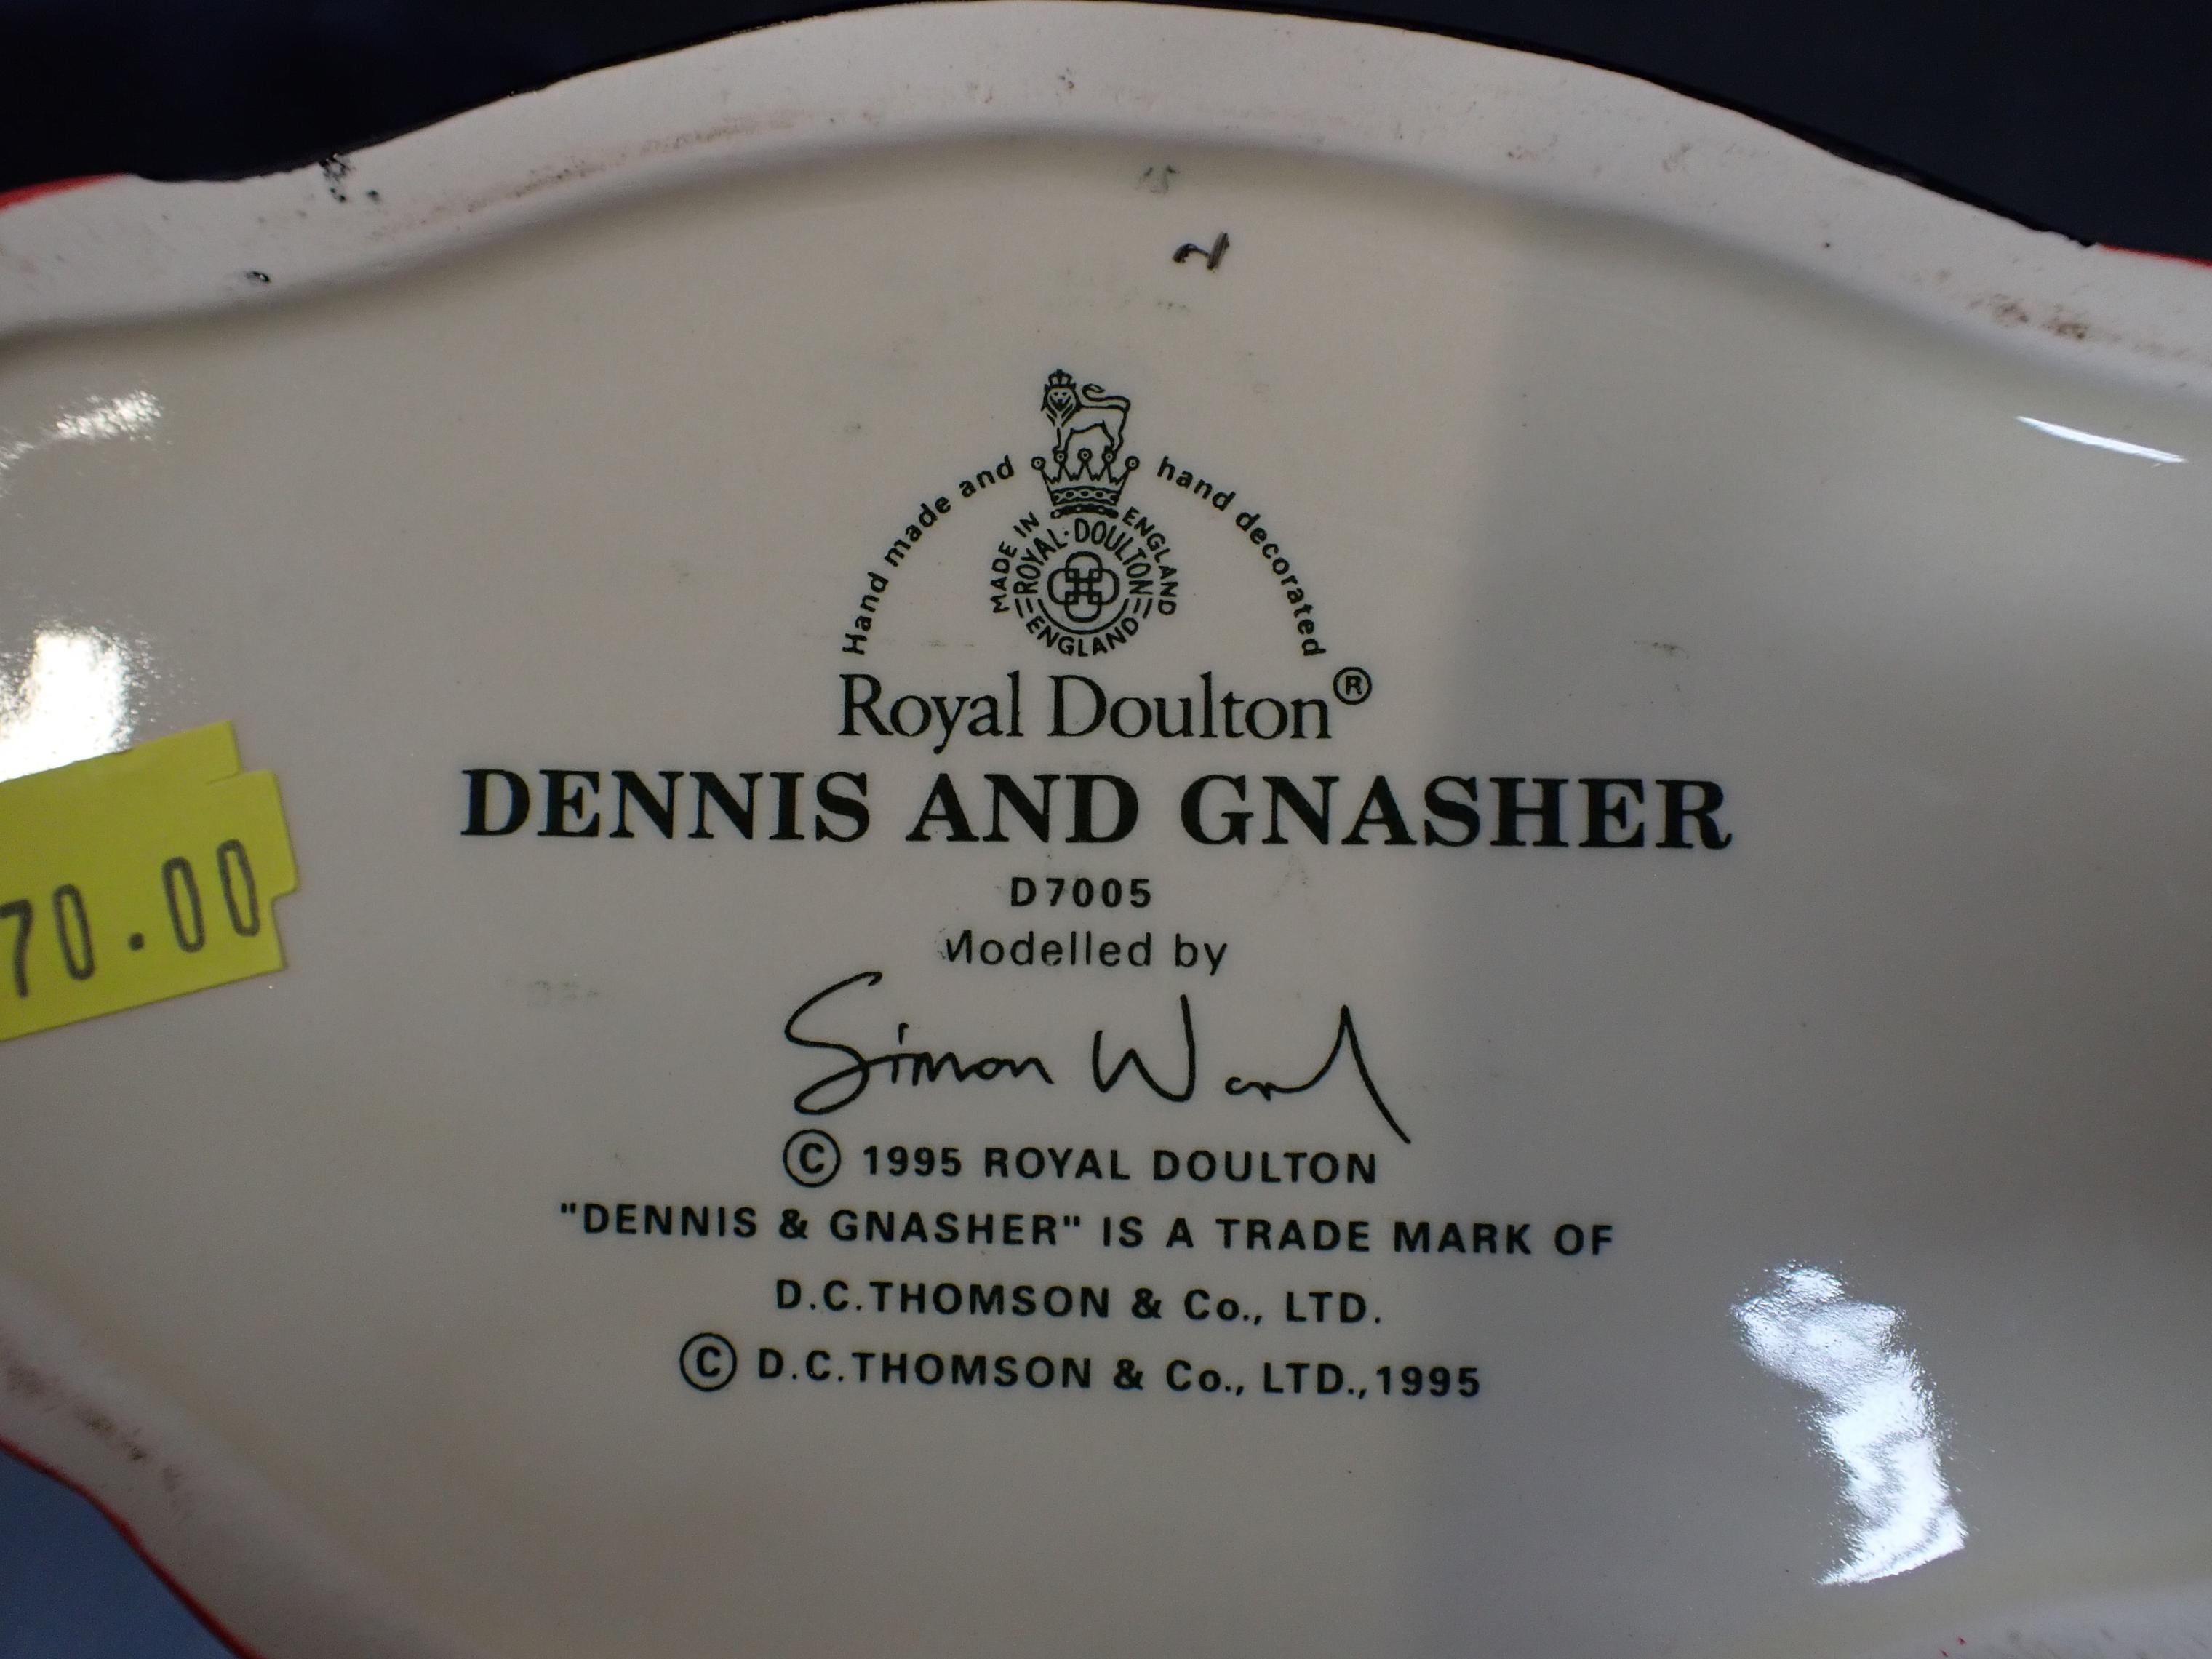 Hand made and hand decorated
MADE IN ENGLAND
ROYAL·DOULTON
ENGLAND
Royal Doulton®
DENNIS AND GNASHER
D7005
Modelled by
Simon Ward
© 1995 ROYAL DOULTON
"DENNIS & GNASHER" IS A TRADE MARK OF
D.C.THOMSON & Co., LTD.
© D.C.THOMSON & Co., LTD.,1995
70.00